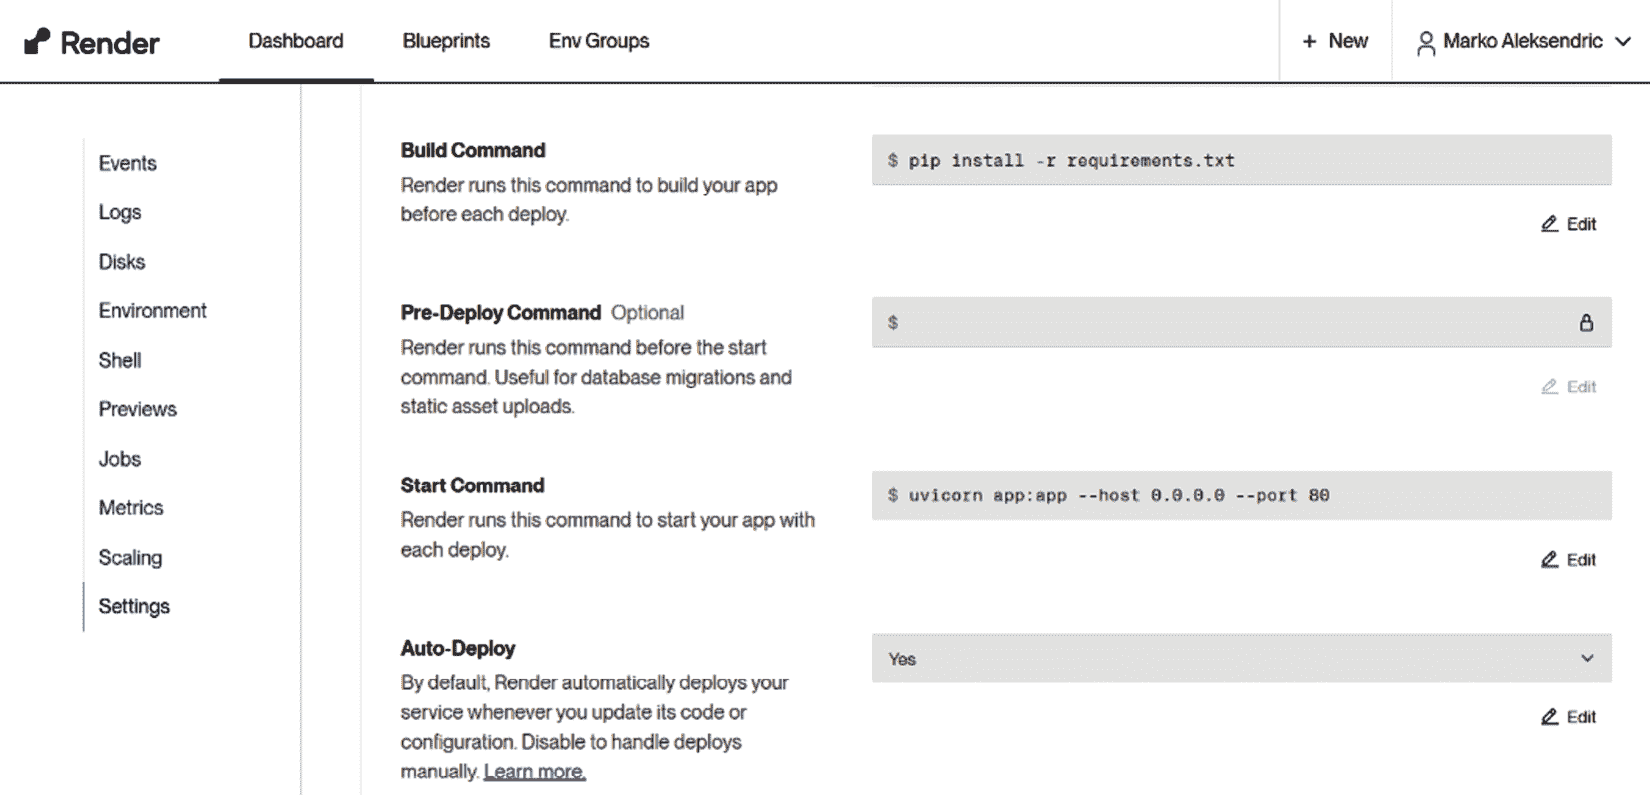 Render
Dashboard
Blueprints
Env Groups
+ New
Marko Aleksendric
Events
Logs
Disks
Environment
Shell
Previews
Jobs
Metrics
Scaling
Settings
Build Command
Render runs this command to build your app
before each deploy.
$ pip install -r requirements.txt
Edit
Pre-Deploy Command Optional
Render runs this command before the start
command. Useful for database migrations and
static asset uploads.
$
Edit
Start Command
Render runs this command to start your app with
each deploy.
$ uvicorn app:app --host 0.0.0.0 --port 80
Edit
Auto-Deploy
By default, Render automatically deploys your
service whenever you update its code or
configuration. Disable to handle deploys
manually. Learn more.
Yes
Edit